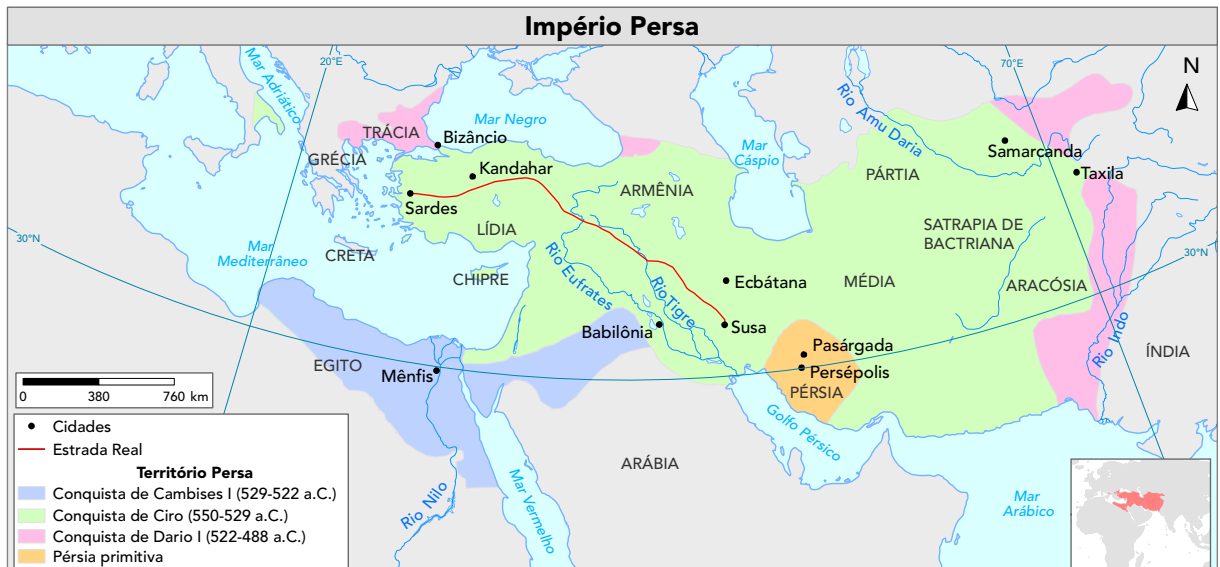 Império Persa
20°E
70°E
N
Mar Adriático
Mar Negro
Mar
Cáspio
Rio Amu Daria
TRÁCIA
Bizâncio
GRÉCIA
Kandahar
Samarcanda
PÁRTIA
Taxila
ARMÊNIA
Sardes
LÍDIA
SATRAPIA DE
BACTRIANA
30°N
30°N
Mar
Mediterrâneo
CRETA
CHIPRE
Rio Eufrates
Rio Tigre
Ecbátana
MÉDIA
ARACÓSIA
Babilônia
Susa
Rio Indo
Pasárgada
ÍNDIA
EGITO
Mênfis
Persépolis
PÉRSIA
0 380 760 km
Golfo Pérsico
ARÁBIA
Mar Vermelho
Rio Nilo
Mar
Arábico
Cidades
Estrada Real
Território Persa
Conquista de Cambises I (529-522 a.C.)
Conquista de Ciro (550-529 a.C.)
Conquista de Dario I (522-488 a.C.)
Pérsia primitiva